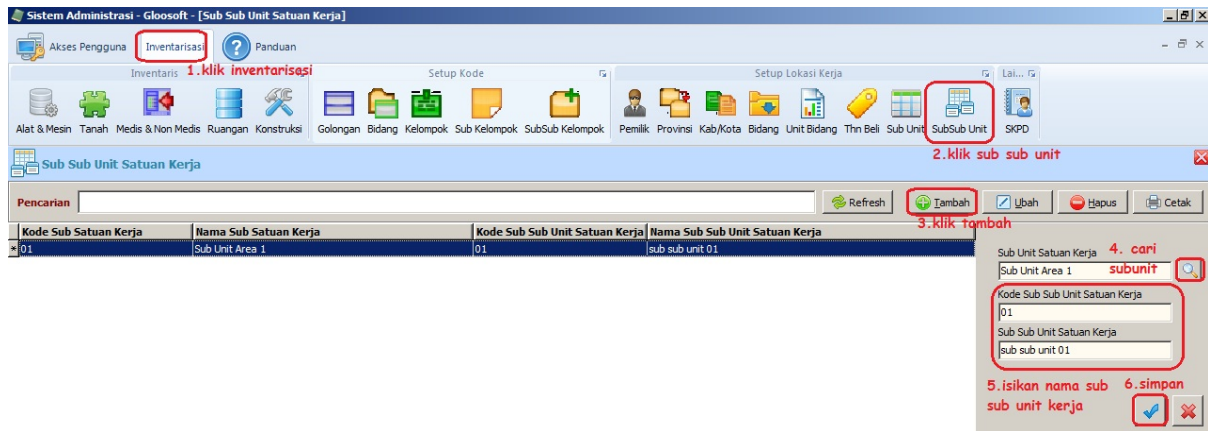 Sistem Administrasi - Gloosoft - [Sub Sub Unit Satuan Kerja]
Akses Pengguna Inventarisasi Panduan
1.klik inventarisasi
Inventaris Setup Kode Setup Lokasi Kerja Lai...
Alat & Mesin Tanah Medis & Non Medis Ruangan Konstruksi Golongan Bidang Kelompok Sub Kelompok SubSub Kelompok Pemilik Provinsi Kab/Kota Bidang Unit Bidang Thn Beli Sub Unit SubSub Unit SKPD
2.klik sub sub unit
Sub Sub Unit Satuan Kerja
Pencarian Refresh Tambah Ubah Hapus Cetak
3.klik tambah
Kode Sub Satuan Kerja Nama Sub Satuan Kerja Kode Sub Sub Unit Satuan Kerja Nama Sub Sub Unit Satuan Kerja
* 01 Sub Unit Area 1 01 sub sub unit 01
Sub Unit Satuan Kerja
4. cari
subunit
Sub Unit Area 1
Kode Sub Sub Unit Satuan Kerja
01
Sub Sub Unit Satuan Kerja
sub sub unit 01
5.isikan nama sub
sub unit kerja
6.simpan